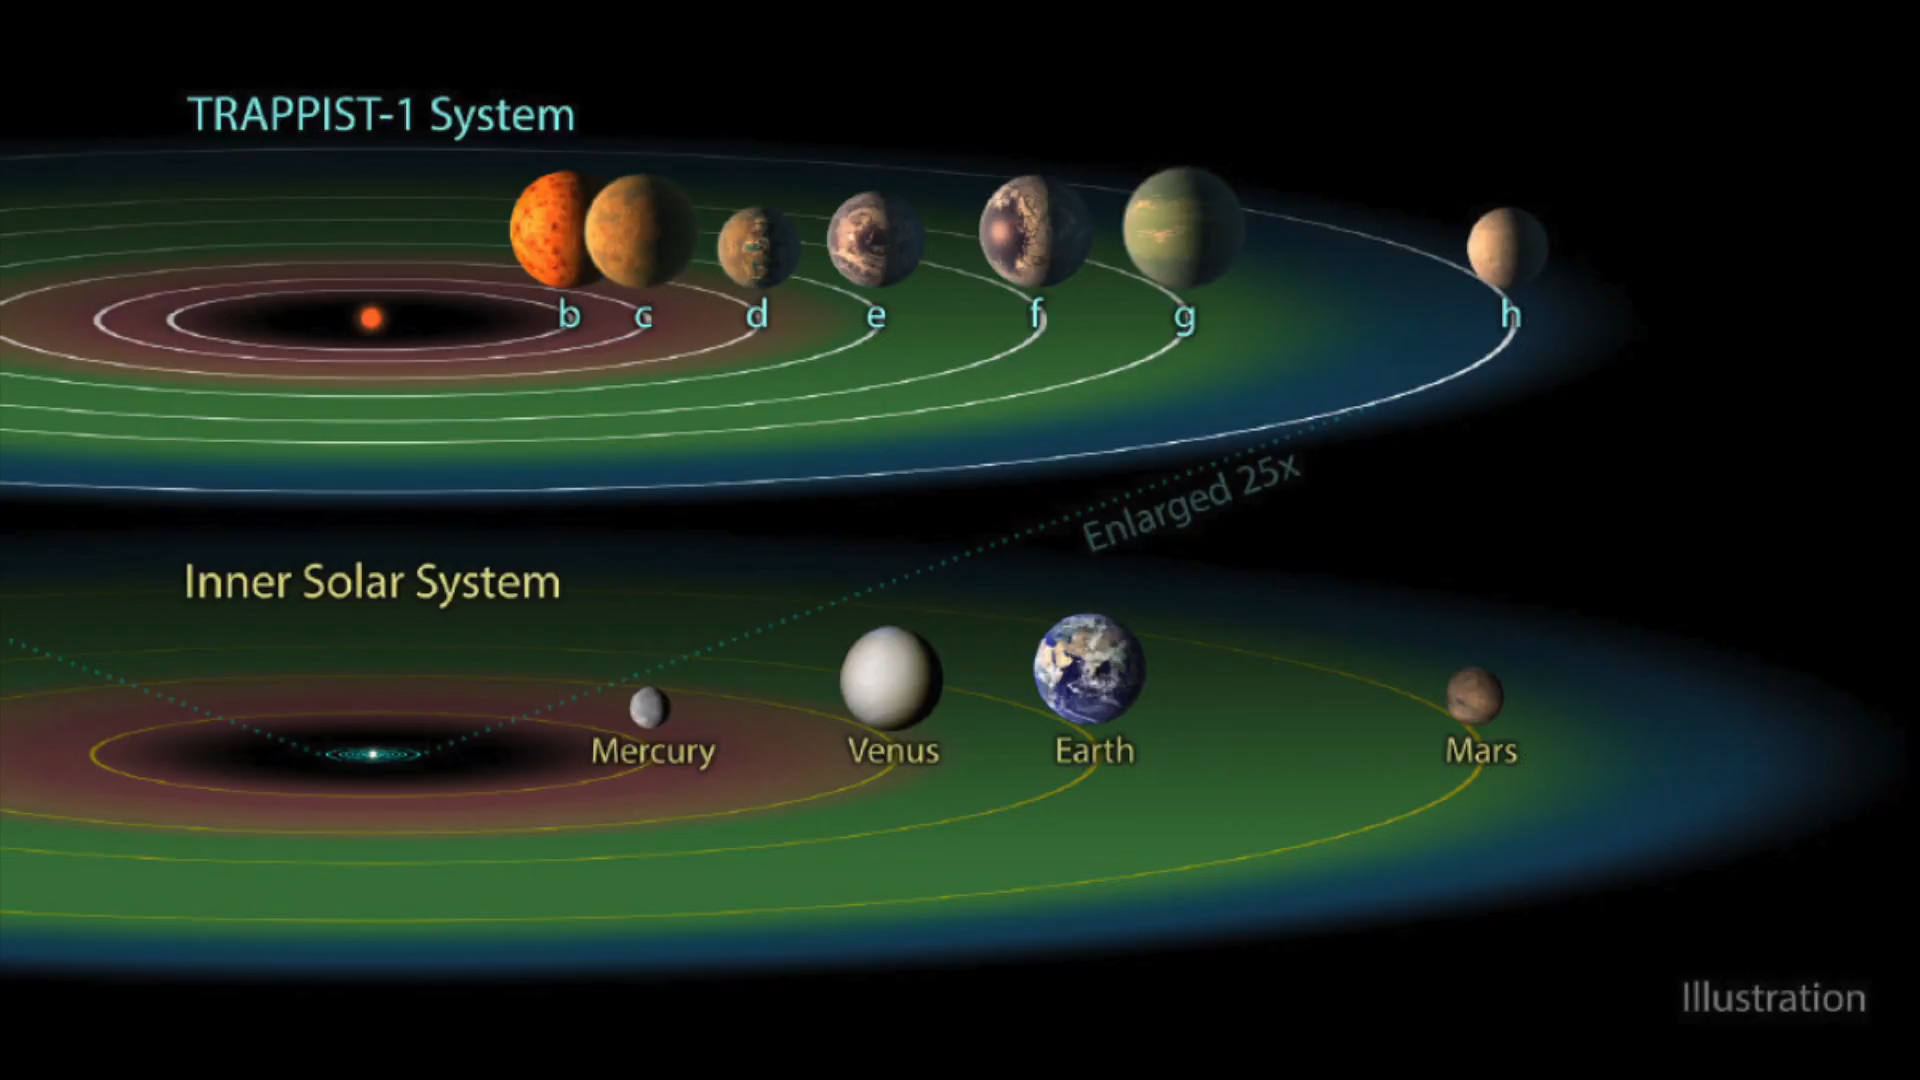 TRAPPIST-1 System
b c d e f g h
Enlarged 25x
Inner Solar System
Mercury Venus Earth Mars
Illustration